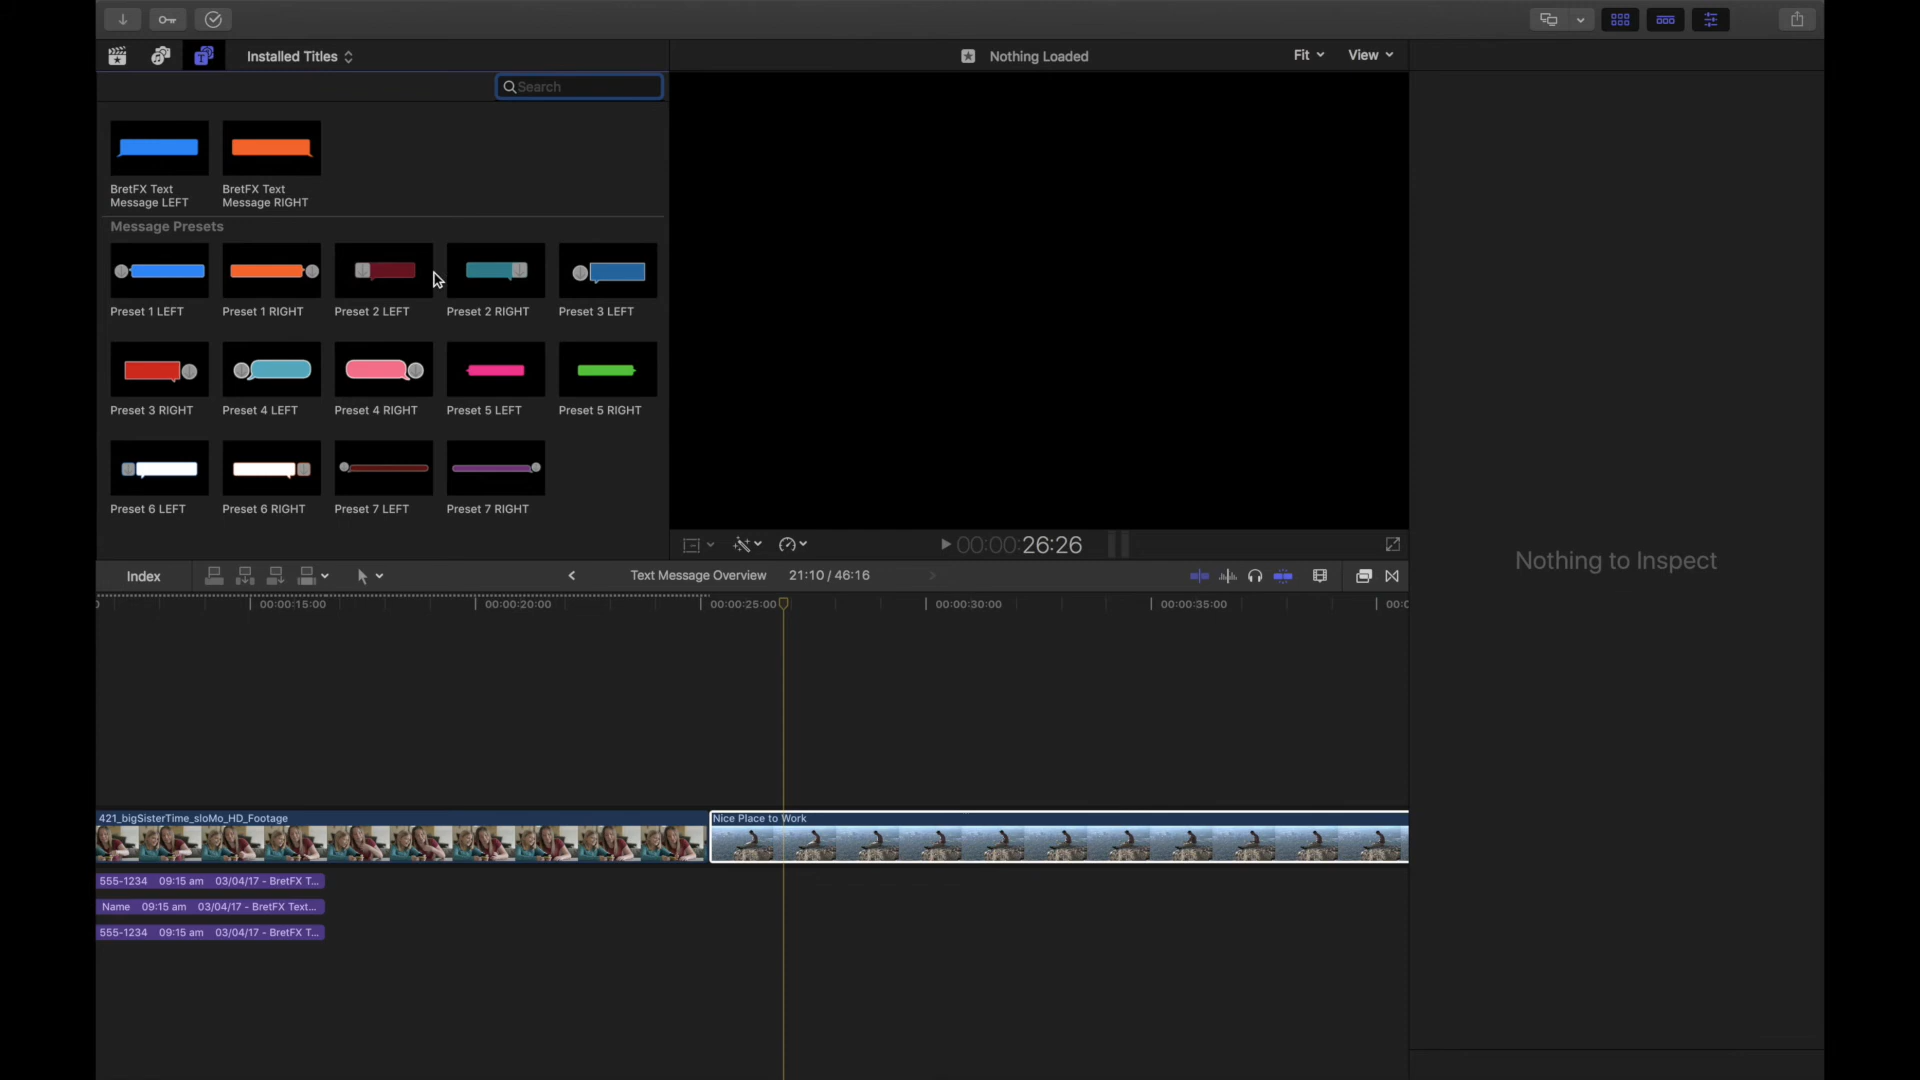 Installed Titles
Nothing Loaded
Fit
View
Search
BretFX Text
Message LEFT
BretFX Text
Message RIGHT
Message Presets
Preset 1 LEFT
Preset 1 RIGHT
Preset 2 LEFT
Preset 2 RIGHT
Preset 3 LEFT
Preset 3 RIGHT
Preset 4 LEFT
Preset 4 RIGHT
Preset 5 LEFT
Preset 5 RIGHT
Preset 6 LEFT
Preset 6 RIGHT
Preset 7 LEFT
Preset 7 RIGHT
00:00:26:26
Nothing to Inspect
Index
Text Message Overview
21:10 / 46:16
00:00:15:00
00:00:20:00
00:00:25:00
00:00:30:00
00:00:35:00
00:0
421_bigSisterTime_sloMo_HD_Footage
Nice Place to Work
555-1234 09:15 am 03/04/17 - BretFX T...
Name 09:15 am 03/04/17 - BretFX Text...
555-1234 09:15 am 03/04/17 - BretFX T...